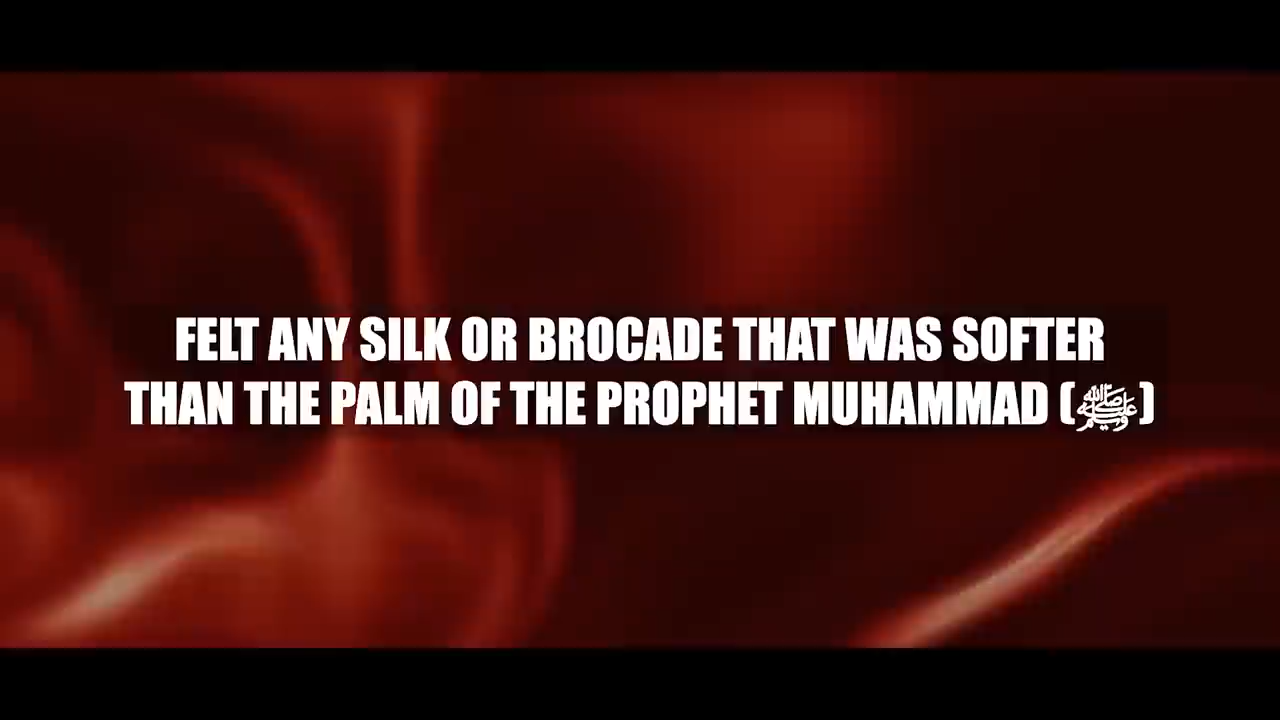 FELT ANY SILK OR BROCADE THAT WAS SOFTER
THAN THE PALM OF THE PROPHET MUHAMMAD (ﷺ)